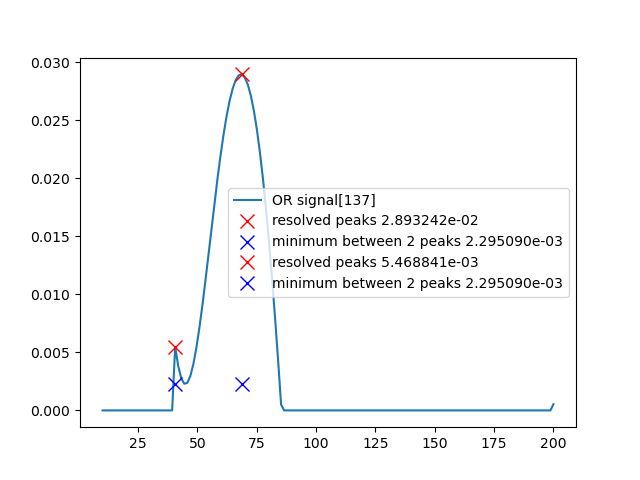 0.030
0.025
0.020
0.015
0.010
0.005
0.000
OR signal[137]
resolved peaks 2.893242e-02
minimum between 2 peaks 2.295090e-03
resolved peaks 5.468841e-03
minimum between 2 peaks 2.295090e-03
25 50 75 100 125 150 175 200